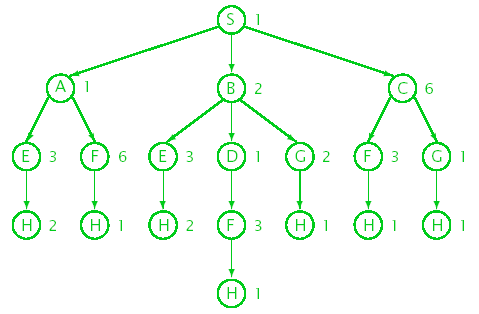 S 1
A 1 B 2 C 6
E 3 F 6 E 3 D 1 G 2 F 3 G 1
H 2 H 1 H 2 F 3 H 1 H 1 H 1
H 1